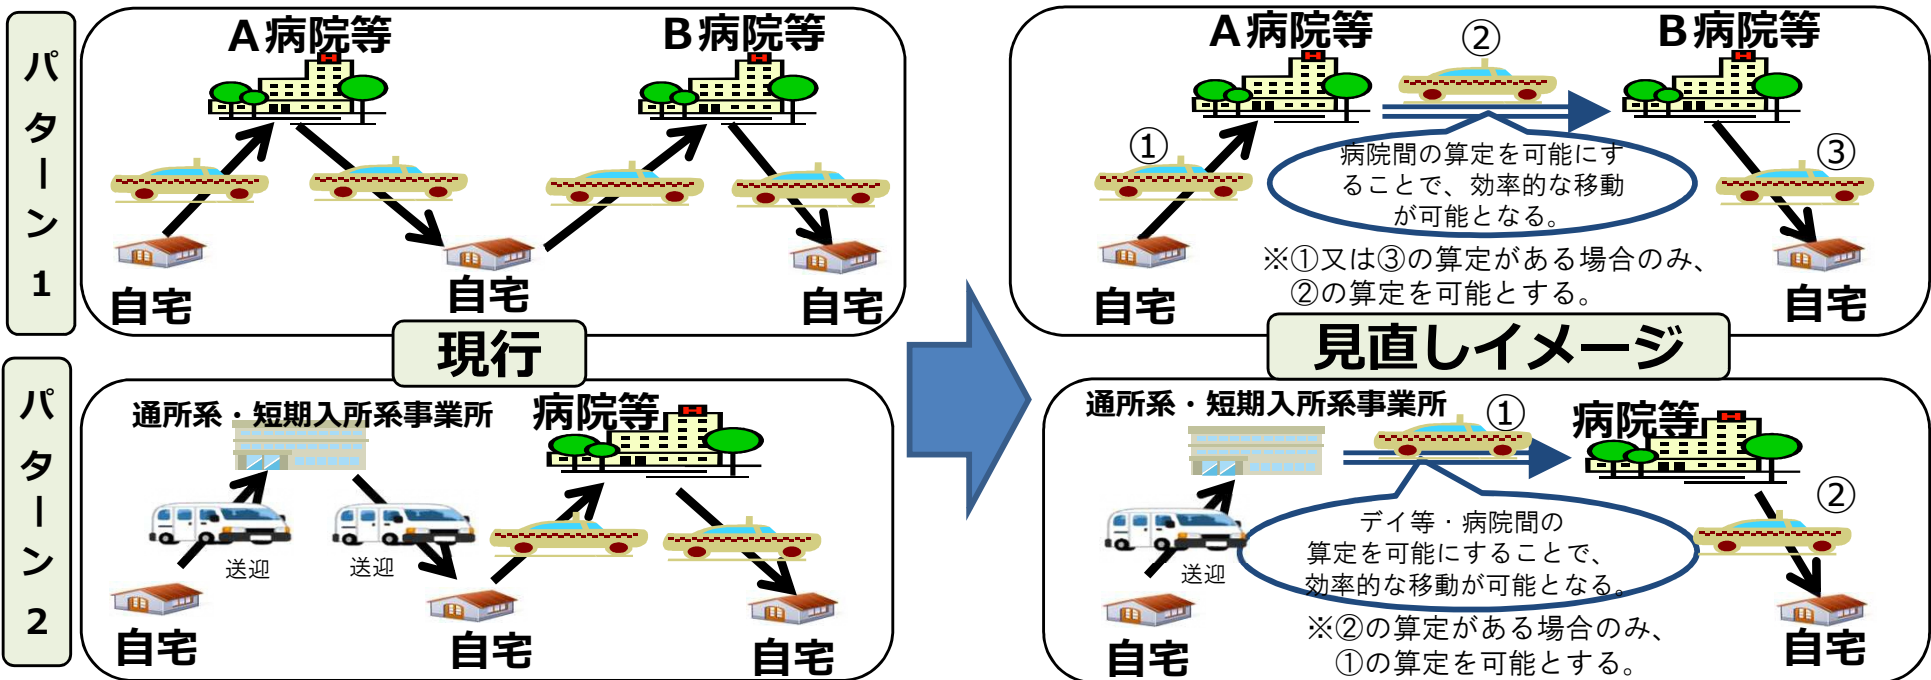 パターン1
A病院等
B病院等
自宅
自宅
自宅
現行
パターン2
通所系・短期入所系事業所
病院等
送迎
送迎
自宅
自宅
自宅
A病院等
②
B病院等
①
③
病院間の算定を可能にす
ることで、効率的な移動
が可能となる。
※①又は③の算定がある場合のみ、
②の算定を可能とする。
自宅
自宅
見直しイメージ
通所系・短期入所系事業所
①
病院等
②
デイ等・病院間の
算定を可能にすることで、
効率的な移動が可能となる。
送迎
※②の算定がある場合のみ、
①の算定を可能とする。
自宅
自宅